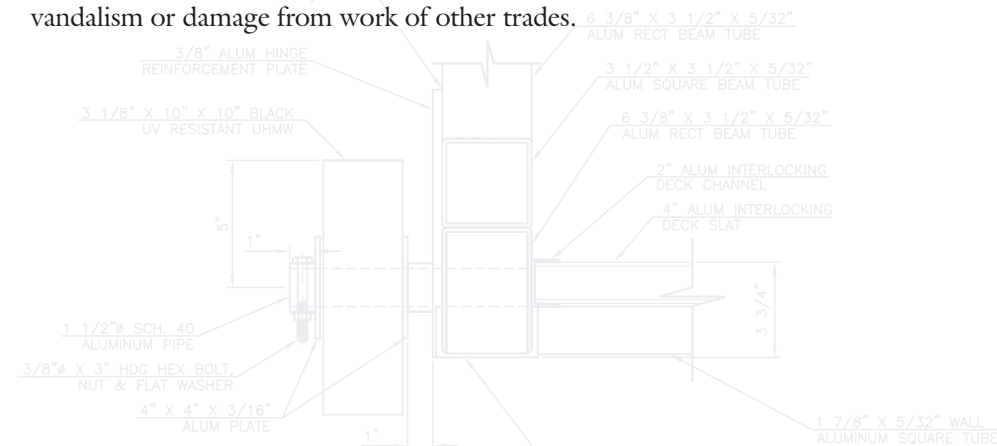 vandalism or damage from work of other trades.
6 3/8" X 3 1/2" X 5/32"
ALUM RECT BEAM TUBE
3/8" ALUM HINGE
REINFORCEMENT PLATE
3 1/2" X 3 1/2" X 5/32"
ALUM SQUARE BEAM TUBE
3 1/8" X 10" X 10" BLACK
UV RESISTANT UHMW
6 3/8" X 3 1/2" X 5/32"
ALUM RECT BEAM TUBE
2" ALUM INTERLOCKING
DECK CHANNEL
4" ALUM INTERLOCKING
DECK SLAT
5"
1"
3 3/4"
1 1/2"ø SCH. 40
ALUMINUM PIPE
3/8"ø X 3" HDG HEX BOLT,
NUT & FLAT WASHER
4" X 4" X 3/16"
ALUM PLATE
1"
1 7/8" X 5/32" WALL
ALUMINUM SQUARE TUBE